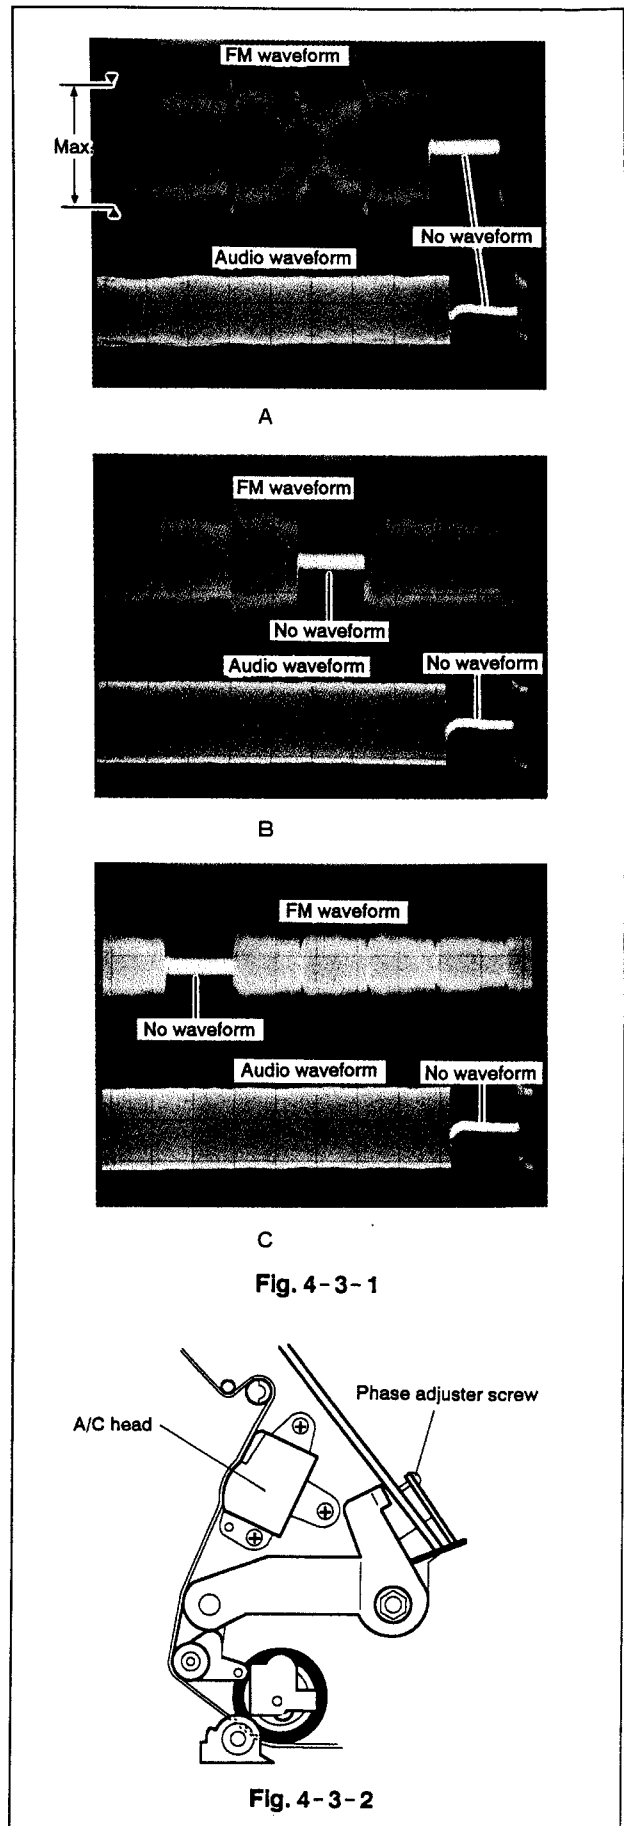 FM waveform
Max.
No waveform
Audio waveform
A
FM waveform
No waveform
No waveform
Audio waveform
B
FM waveform
No waveform
Audio waveform
No waveform
C
Fig. 4-3-1
Phase adjuster screw
A/C head
Fig. 4-3-2